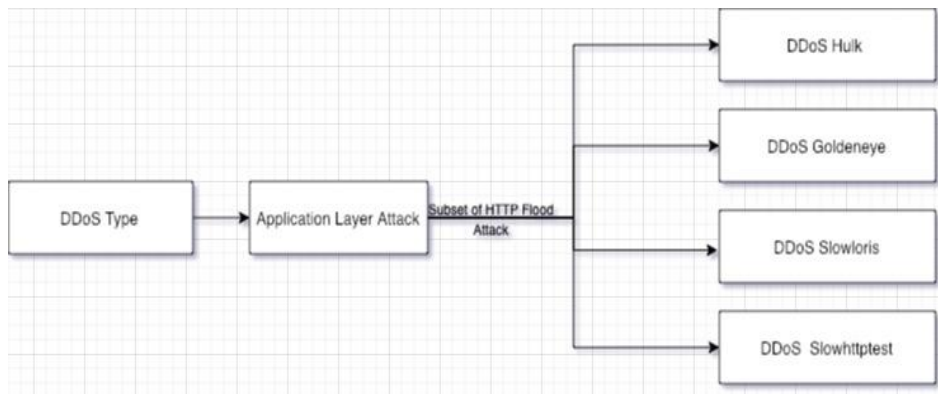 DDoS Type
Application Layer Attack
Subset of HTTP Flood
Attack
DDoS Hulk
DDoS Goldeneye
DDoS Slowloris
DDoS Slowhttptest